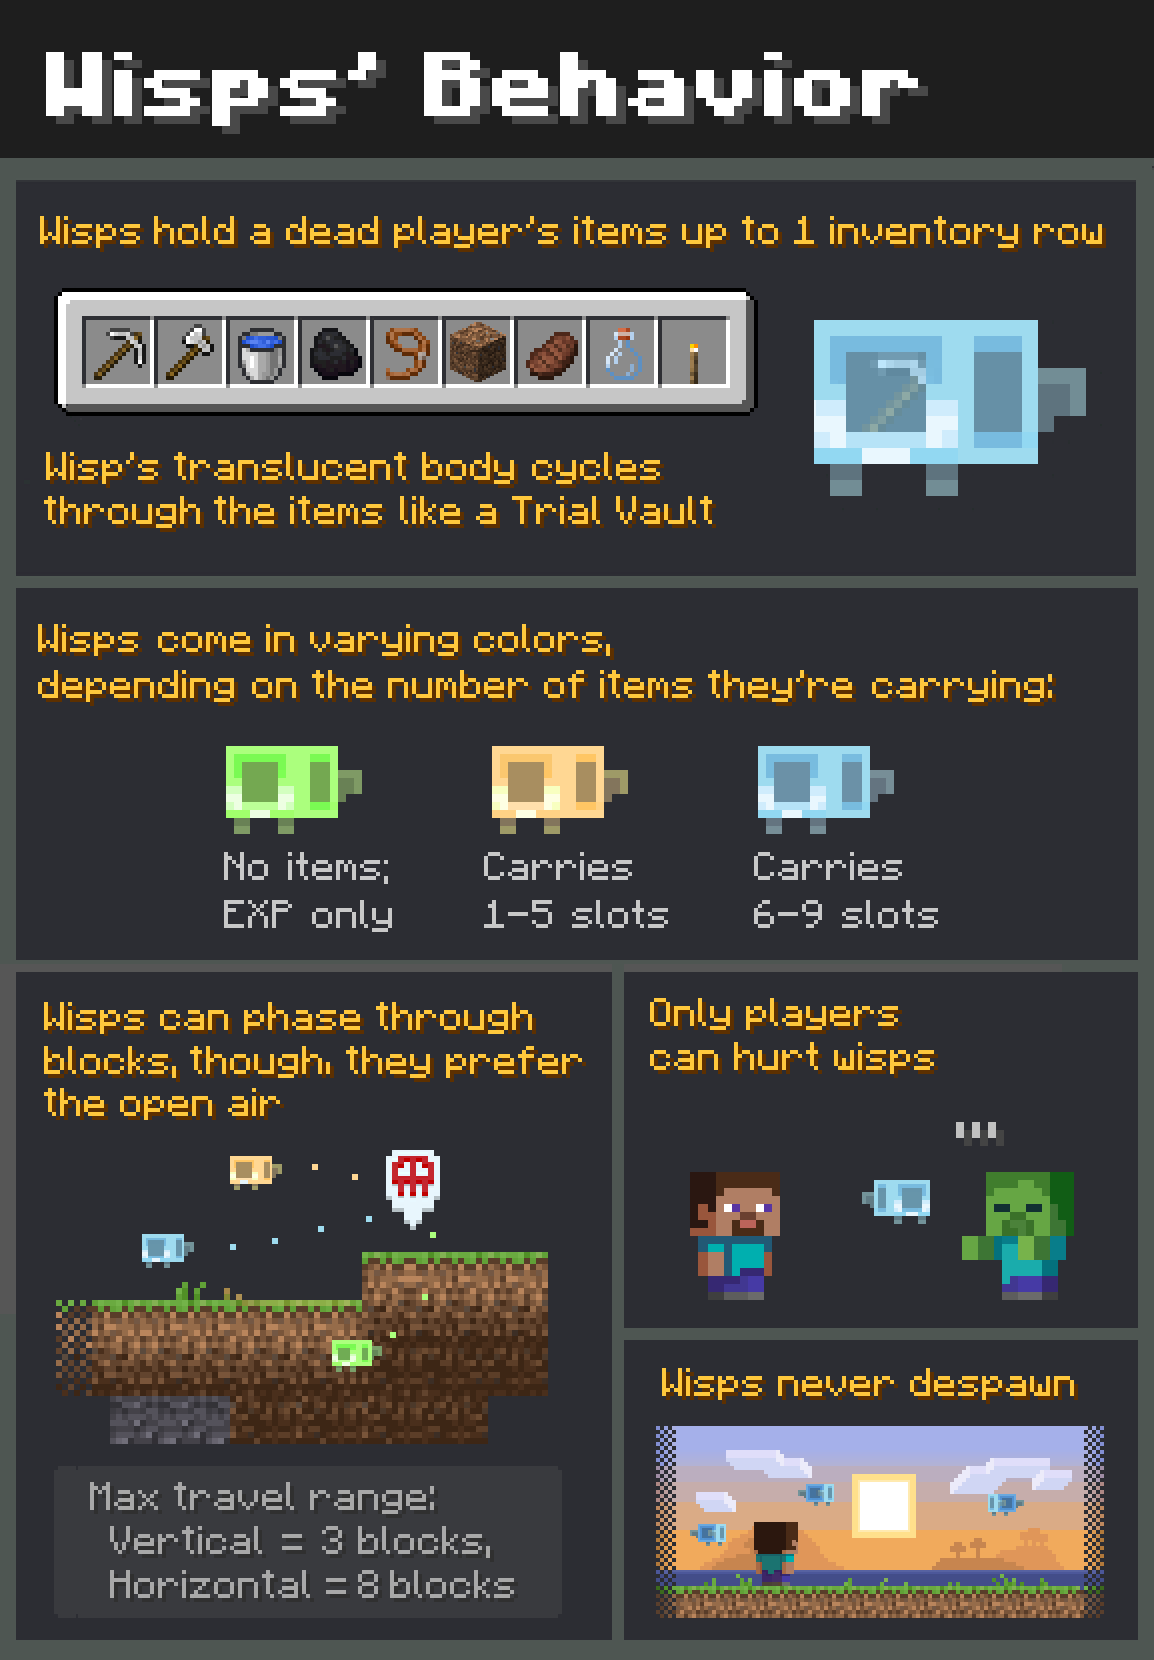 Wisps' Behavior
Wisps hold a dead player's items up to 1 inventory row
Wisp's translucent body cycles
through the items like a Trial Vault
Wisps come in varying colors,
depending on the number of items they're carrying:
No items;
EXP only
Carries
1-5 slots
Carries
6-9 slots
Wisps can phase through
blocks, though, they prefer
the open air
Max travel range:
Vertical = 3 blocks,
Horizontal = 8 blocks
Only players
can hurt wisps
Wisps never despawn